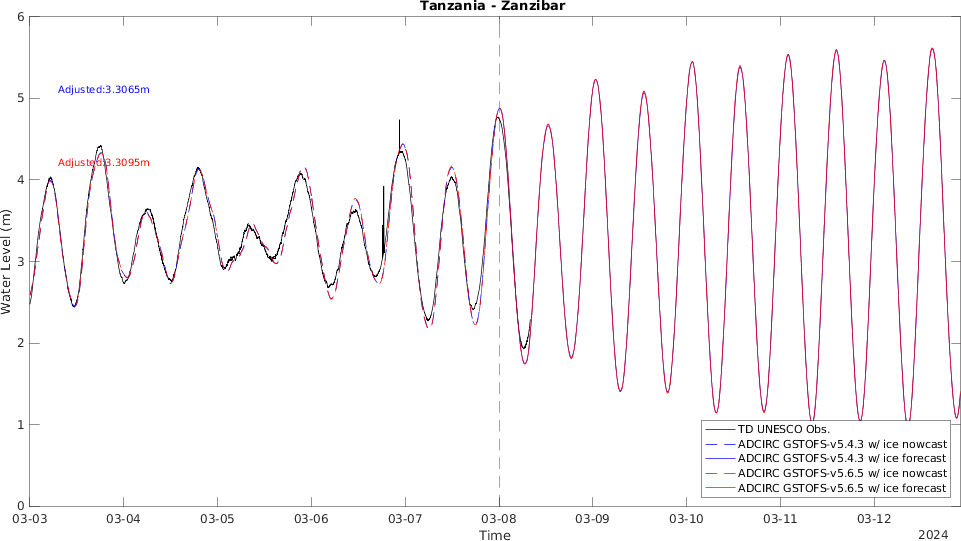 Tanzania - Zanzibar
Water Level (m)
6
5
4
3
2
1
0
Adjusted:3.3065m
Adjusted:3.3095m
TD UNESCO Obs.
ADCIRC GSTOFS-v5.4.3 w/ ice nowcast
ADCIRC GSTOFS-v5.4.3 w/ ice forecast
ADCIRC GSTOFS-v5.6.5 w/ ice nowcast
ADCIRC GSTOFS-v5.6.5 w/ ice forecast
03-03 03-04 03-05 03-06 03-07 03-08 03-09 03-10 03-11 03-12
Time
2024